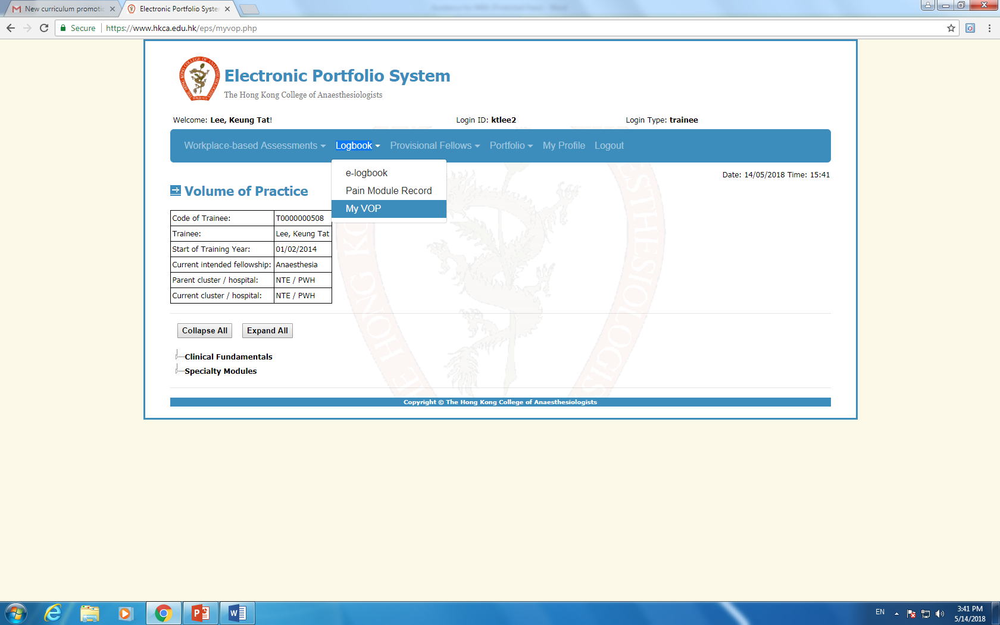 New curriculum promotic
Electronic Portfolio Syste
Secure
https://www.hkca.edu.hk/eps/myvop.php
Electronic Portfolio System
The Hong Kong College of Anaesthesiologists
Welcome: Lee, Keung Tat! Login ID: ktlee2 Login Type: trainee
Workplace-based Assessments Logbook Provisional Fellows Portfolio My Profile Logout
e-logbook
Pain Module Record
My VOP
Date: 14/05/2018 Time: 15:41
Volume of Practice
Code of Trainee: T0000000508
Trainee: Lee, Keung Tat
Start of Training Year: 01/02/2014
Current intended fellowship: Anaesthesia
Parent cluster / hospital: NTE / PWH
Current cluster / hospital: NTE / PWH
Collapse All Expand All
Clinical Fundamentals
Specialty Modules
Copyright © The Hong Kong College of Anaesthesiologists
EN
3:41 PM
5/14/2018